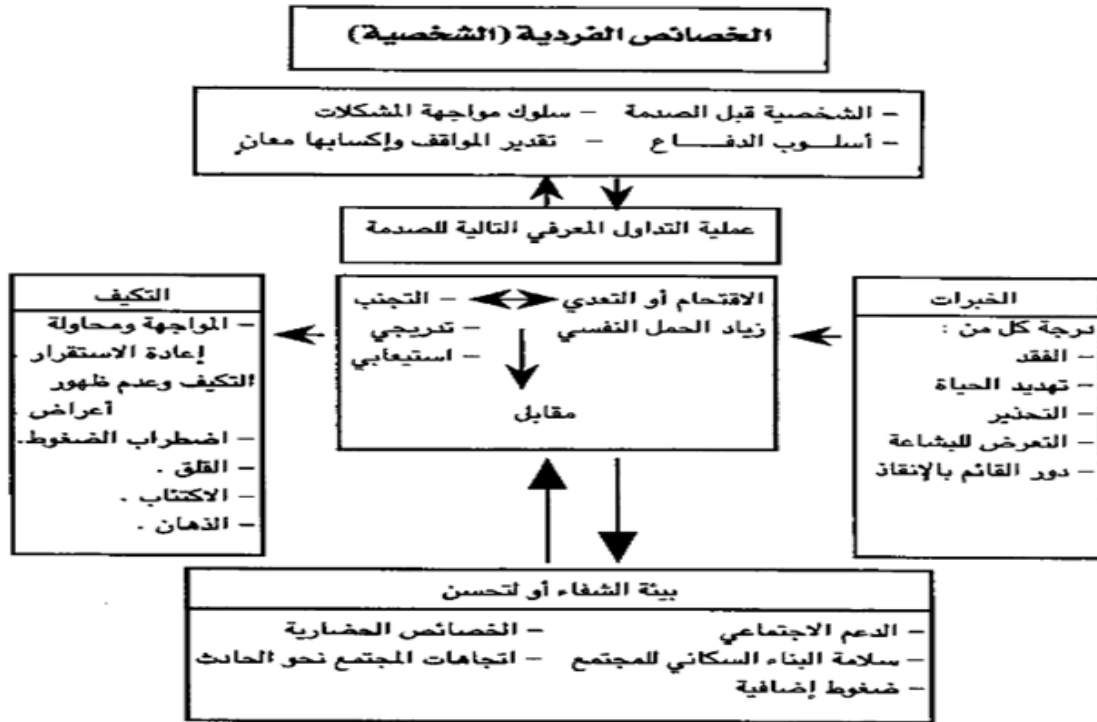 الخصائص الفردية (الشخصية)
– الشخصية قبل الصدمة – سلوك مواجهة المشكلات
– أسلوب الدفاع – تقدير المواقف وإكسابها معانٍ
عملية التداول المعرفي التالية للصدمة
الخبرات
درجة كل من :
– الفقد
– تهديد الحياة
– التحذير
– التعرض للبشاعة
– دور القائم بالإنقاذ
الاقتحام أو التعدي – التجنب
زياد الحمل النفسي – تدريجي
– استيعابي
مقابل
التكيف
– المواجهة ومحاولة
إعادة الاستقرار .
التكيف وعدم ظهور
أعراض .
– اضطراب الضغوط.
– القلق .
– الاكتئاب .
– الذهان .
بيئة الشفاء أو لتحسن
– الدعم الاجتماعي – الخصائص الحضارية
– سلامة البناء السكاني للمجتمع – اتجاهات المجتمع نحو الحادث
– ضغوط إضافية